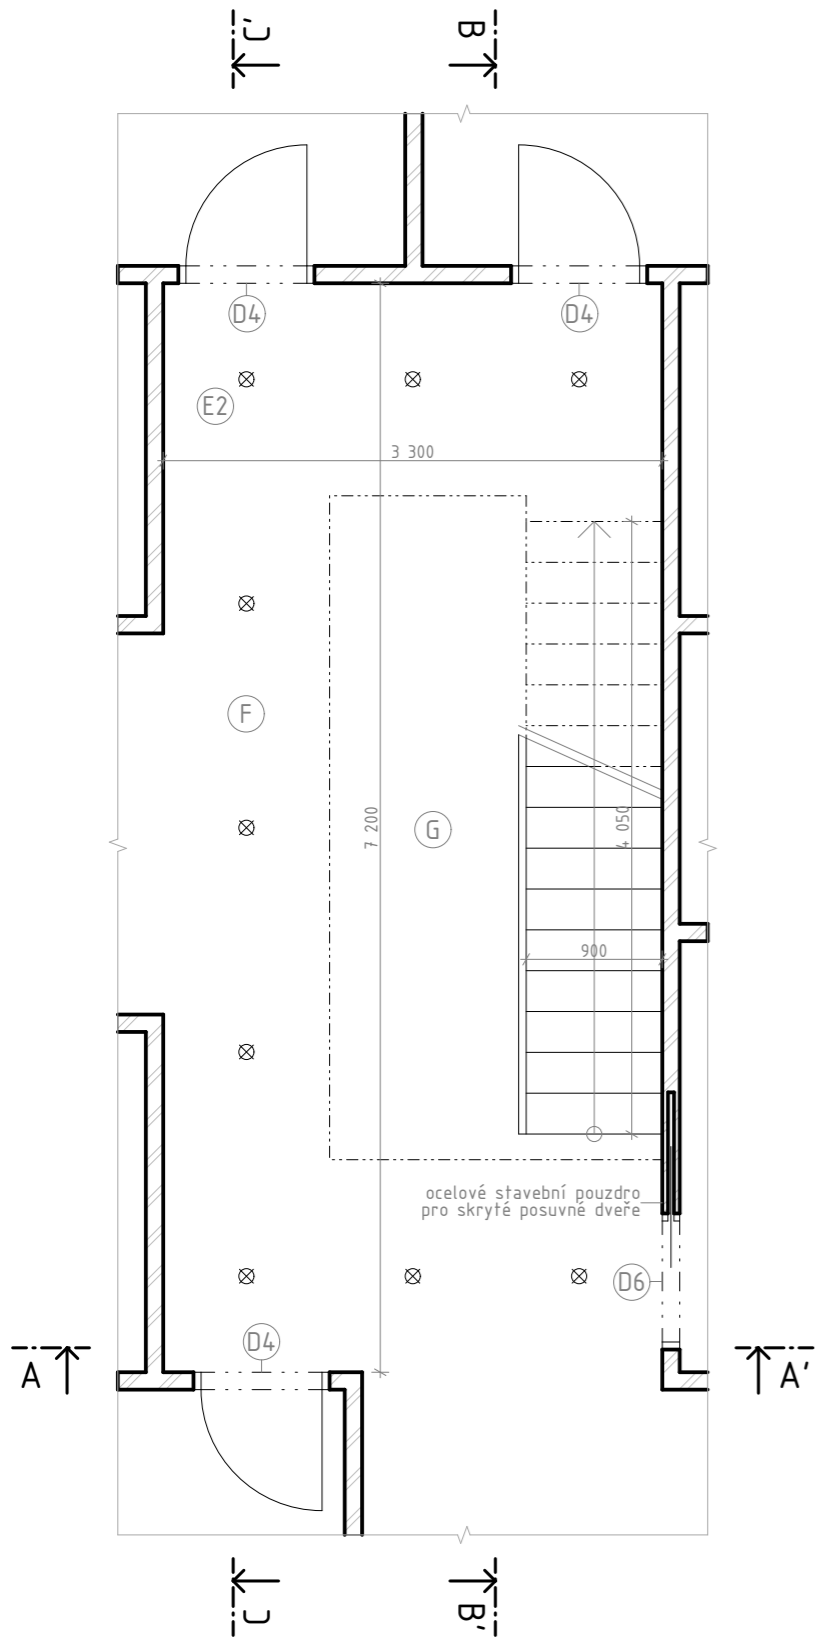 C'
B
D4
D4
E2
3 300
F
7 200
G
4 050
900
ocelové stavební pouzdro
pro skryté posuvné dveře
D6
D4
A
A'
C
B'